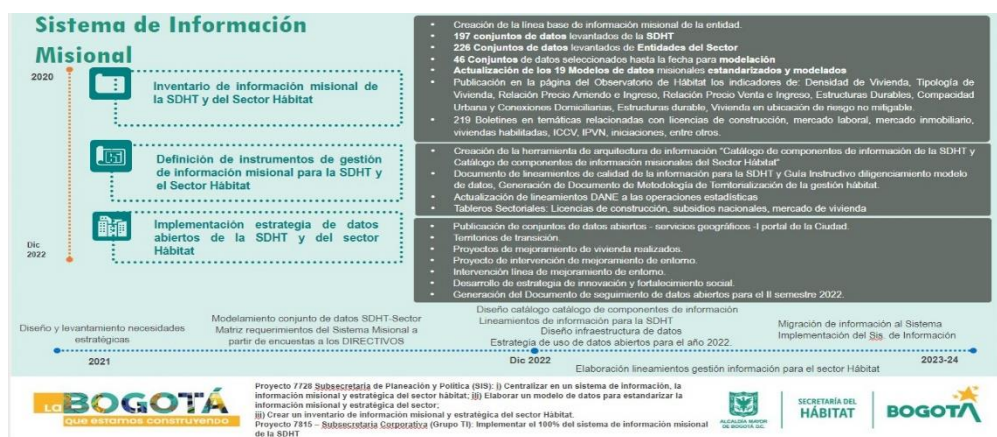 Sistema de Información
Misional
2020
Inventario de información misional de
la SDHT y del Sector Hábitat
Definición de instrumentos de gestión
de información misional para la SDHT y
el Sector Hábitat
Implementación estrategia de datos
abiertos de la SDHT y del sector
Hábitat
Dic
2022
• Creación de la línea base de información misional de la entidad.
• 197 conjuntos de datos levantados de la SDHT
• 226 Conjuntos de datos levantados de Entidades del Sector
• 46 Conjuntos de datos seleccionados hasta la fecha para modelación
• Actualización de los 19 Modelos de datos misionales estandarizados y modelados
• Publicación en la página del Observatorio de Hábitat los indicadores de: Densidad de Vivienda, Tipología de
Vivienda, Relación Precio Arriendo e Ingreso, Relación Precio Venta e Ingreso, Estructuras Durables, Compacidad
Urbana y Conexiones Domiciliarias, Estructuras durable, Vivienda en ubicación de riesgo no mitigable.
• 219 Boletines en temáticas relacionadas con licencias de construcción, mercado laboral, mercado inmobiliario,
viviendas habilitadas, ICCV, IPVN, iniciaciones, entre otros.
• Creación de la herramienta de arquitectura de información “Catálogo de componentes de información de la SDHT y
Catálogo de componentes de información misionales del Sector Hábitat”
• Documento de lineamientos de calidad de la información para la SDHT y Guía Instructivo diligenciamiento modelo
de datos, Generación de Documento de Metodología de Territorialización de la gestión hábitat.
• Actualización de lineamientos DANE a las operaciones estadísticas
• Tableros Sectoriales: Licencias de construcción, subsidios nacionales, mercado de vivienda
• Publicación de conjuntos de datos abiertos - servicios geográficos -l portal de la Ciudad.
• Territorios de transición.
• Proyectos de mejoramiento de vivienda realizados.
• Proyecto de intervención de mejoramiento de entorno.
• Intervención línea de mejoramiento de entorno.
• Desarrollo de estrategia de innovación y fortalecimiento social.
• Generación del Documento de seguimiento de datos abiertos para el II semestre 2022.
Diseño y levantamiento necesidades
estratégicas
2021
Modelamiento conjunto de datos SDHT-Sector
Matriz requerimientos del Sistema Misional a
partir de encuestas a los DIRECTIVOS
Diseño catálogo catálogo de componentes de información
Lineamientos de información para la SDHT
Diseño infraestructura de datos
Estrategia de uso de datos abiertos para el año 2022.
Dic 2022
Elaboración lineamientos gestión información para el sector Hábitat
Migración de información al Sistema
Implementación del Sis. de Información
2023-24
La BOGOTÁ
que estamos construyendo
Proyecto 7728 Subsecretaria de Planeación y Política (SIS): i) Centralizar en un sistema de información, la
información misional y estratégica del sector hábitat; iii) Elaborar un modelo de datos para estandarizar la
información misional y estratégica del sector;
iii) Crear un inventario de información misional y estratégica del sector Hábitat.
Proyecto 7815 – Subsecretaria Corporativa (Grupo TI): Implementar el 100% del sistema de información misional
de la SDHT
ALCALDÍA MAYOR
DE BOGOTÁ D.C.
SECRETARÍA DEL
HÁBITAT
BOGOTÁ